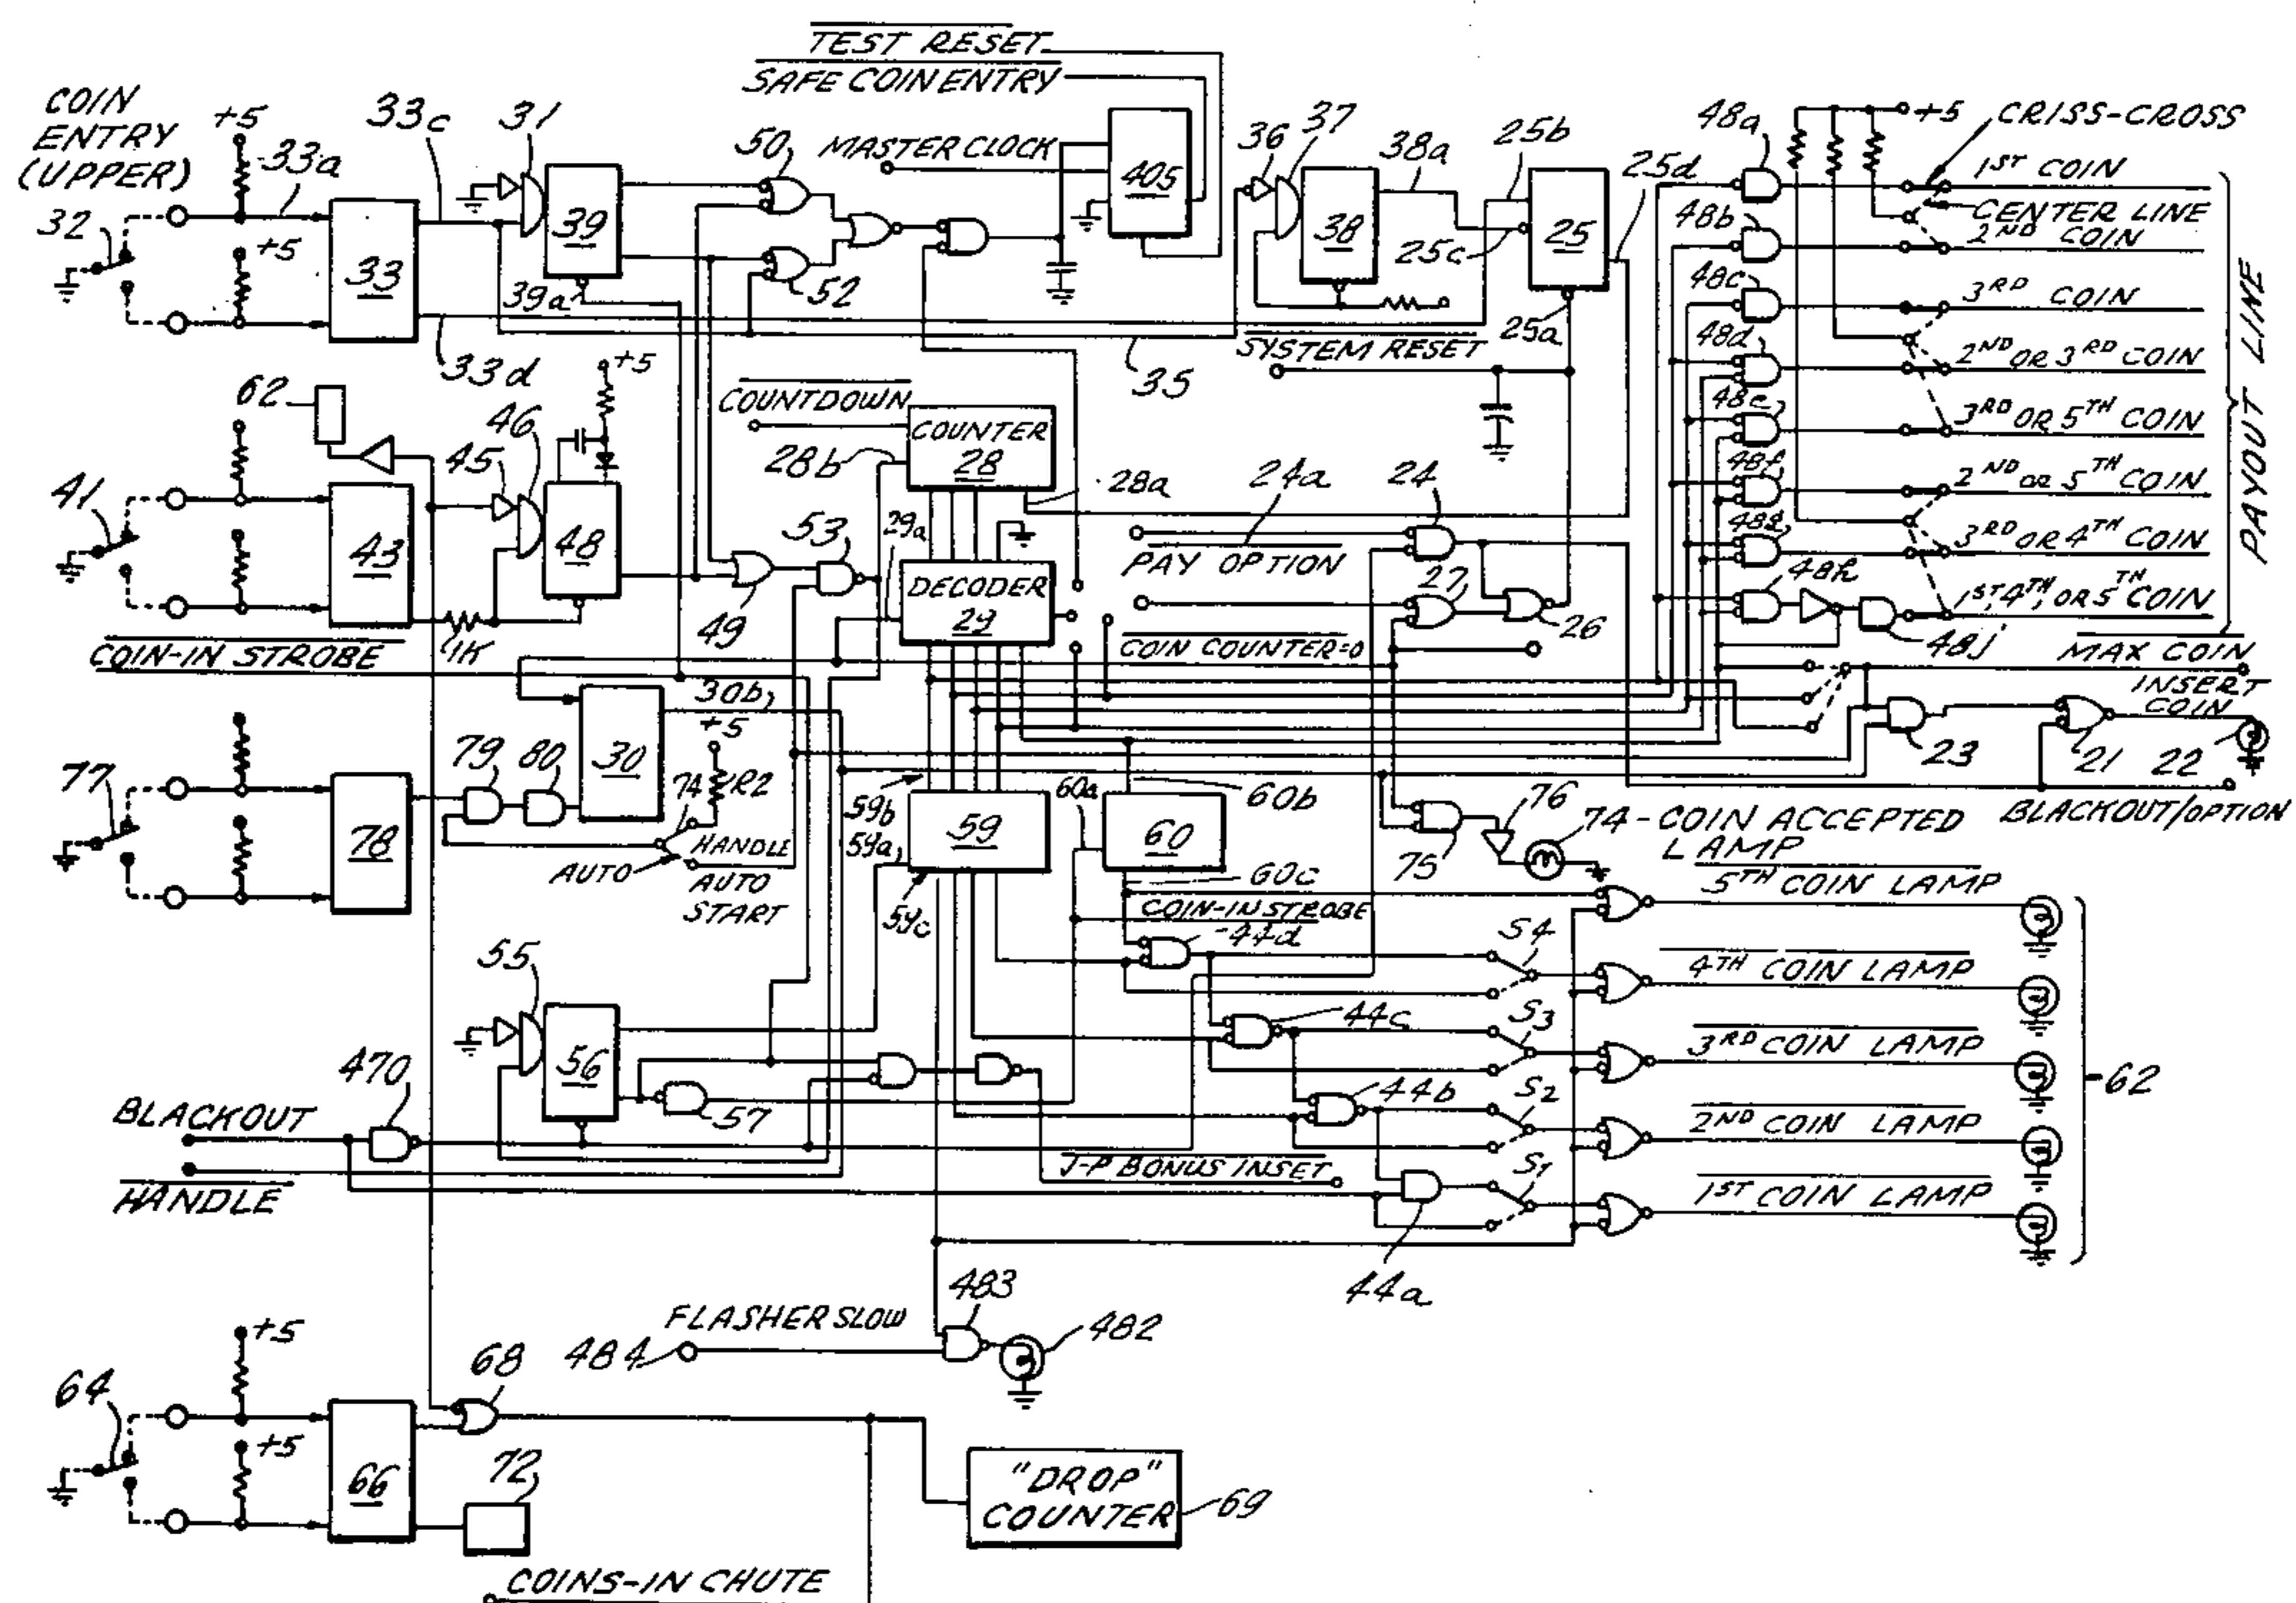 TEST RESET
SAFE COIN ENTRY
COIN
ENTRY
(UPPER)
+5
33a
33c
31
50
MASTER CLOCK
405
36
37
38a
25b
25d
48a
+5
CRISS-CROSS
1ST COIN
CENTER LINE
2ND COIN
32
+5
33
39
39a
52
38
25c
25
25a
48b
48c
3RD COIN
48d
2ND OR 3RD COIN
33d
35
SYSTEM RESET
48e
3RD OR 5TH COIN
48f
2ND OR 5TH COIN
48g
3RD OR 4TH COIN
48h
1ST, 4TH, OR 5TH COIN
48j
PAYOUT LINE
62
+5
46
45
COUNTDOWN
COUNTER
28
28b
28a
24a
24
41
43
48
53
29a
DECODER
29
PAY OPTION
27
26
49
1K
COIN-IN STROBE
COIN COUNTER=0
MAX COIN
INSERT
COIN
30b
+5
23
21
22
79
80
30
74
R2
77
78
HANDLE
AUTO
AUTO
START
59b
59a
59
59c
60a
60
60b
60c
75
76
74-COIN ACCEPTED
LAMP
BLACKOUT/OPTION
5TH COIN LAMP
COIN-IN STROBE
44d
S4
4TH COIN LAMP
55
56
57
44c
S3
3RD COIN LAMP
62
470
BLACKOUT
44b
S2
2ND COIN LAMP
J-P BONUS INSET
S1
1ST COIN LAMP
HANDLE
44a
483
FLASHER SLOW
484
482
+5
68
64
+5
66
72
"DROP"
COUNTER
69
COINS-IN CHUTE